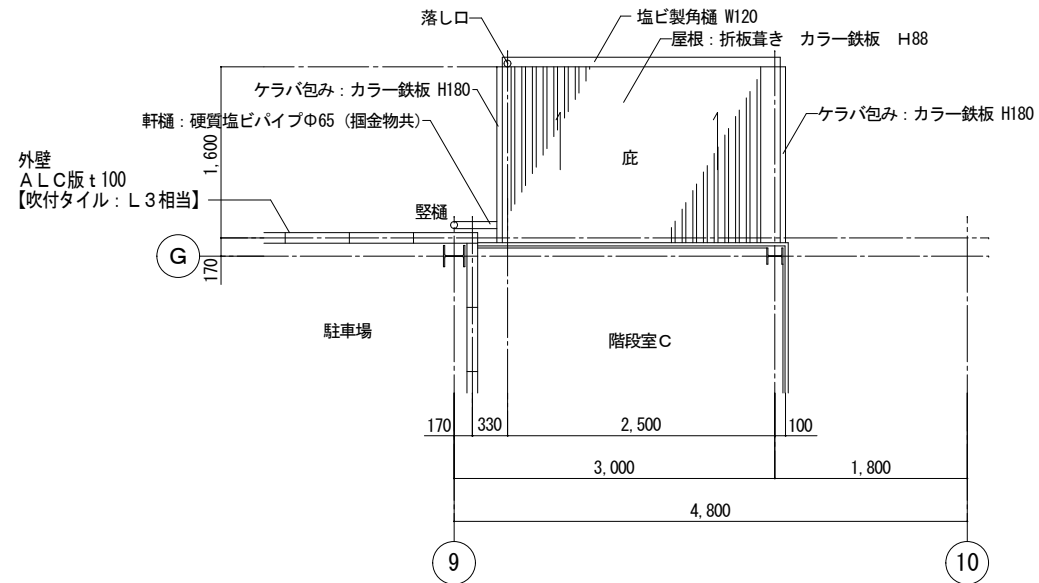 落し口
塩ビ製角樋 W120
屋根：折板葺き　カラー鉄板　H88
ケラバ包み：カラー鉄板 H180
軒樋：硬質塩ビパイプΦ65（掴金物共）
ケラバ包み：カラー鉄板 H180
1,600
庇
外壁
ＡＬＣ版ｔ100
【吹付タイル：Ｌ３相当】
竪樋
G
170
駐車場
階段室Ｃ
170
330
2,500
100
3,000
1,800
4,800
9
10